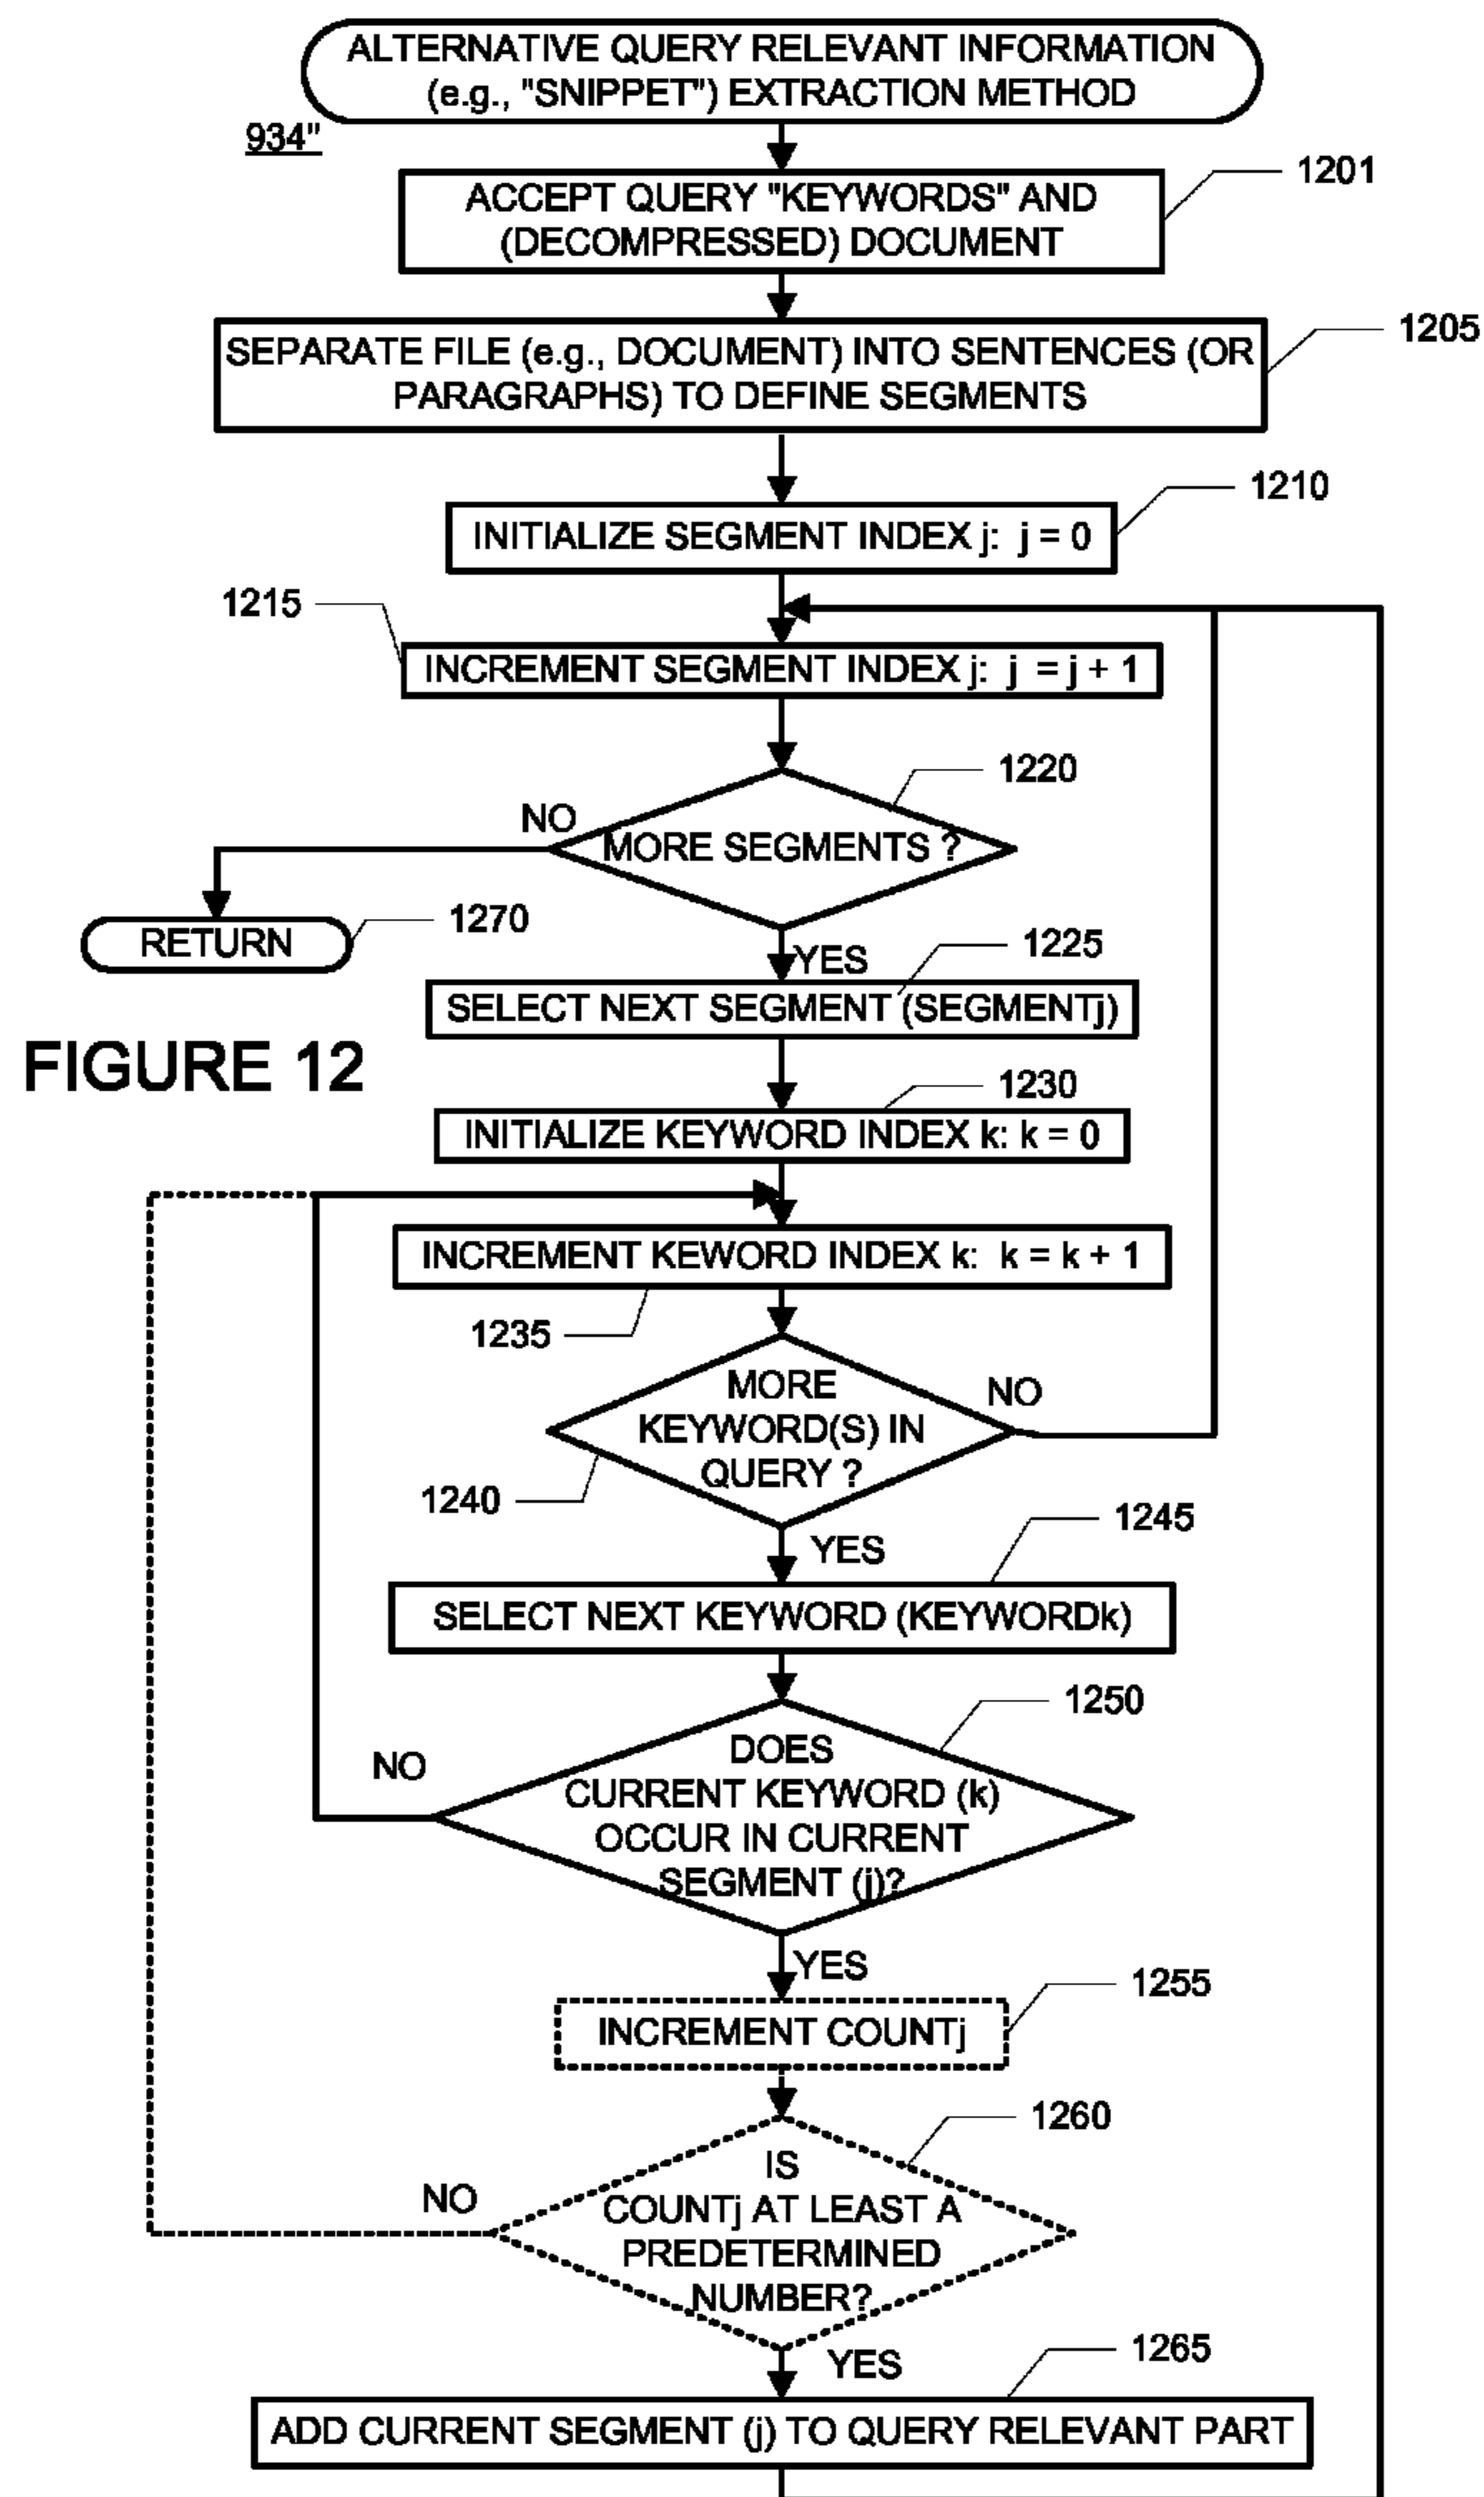 ALTERNATIVE QUERY RELEVANT INFORMATION
(e.g., "SNIPPET") EXTRACTION METHOD
934"
1201
ACCEPT QUERY "KEYWORDS" AND
(DECOMPRESSED) DOCUMENT
1205
SEPARATE FILE (e.g., DOCUMENT) INTO SENTENCES (OR
PARAGRAPHS) TO DEFINE SEGMENTS
1210
INITIALIZE SEGMENT INDEX j: j = 0
1215
INCREMENT SEGMENT INDEX j: j = j + 1
1220
NO
MORE SEGMENTS ?
1270
RETURN
YES
1225
SELECT NEXT SEGMENT (SEGMENTj)
FIGURE 12
1230
INITIALIZE KEYWORD INDEX k: k = 0
INCREMENT KEWORD INDEX k: k = k + 1
1235
MORE
KEYWORD(S) IN
QUERY ?
NO
1240
YES
1245
SELECT NEXT KEYWORD (KEYWORDk)
1250
NO
DOES
CURRENT KEYWORD (k)
OCCUR IN CURRENT
SEGMENT (j)?
YES
1255
INCREMENT COUNTj
1260
NO
IS
COUNTj AT LEAST A
PREDETERMINED
NUMBER?
YES
1265
ADD CURRENT SEGMENT (j) TO QUERY RELEVANT PART